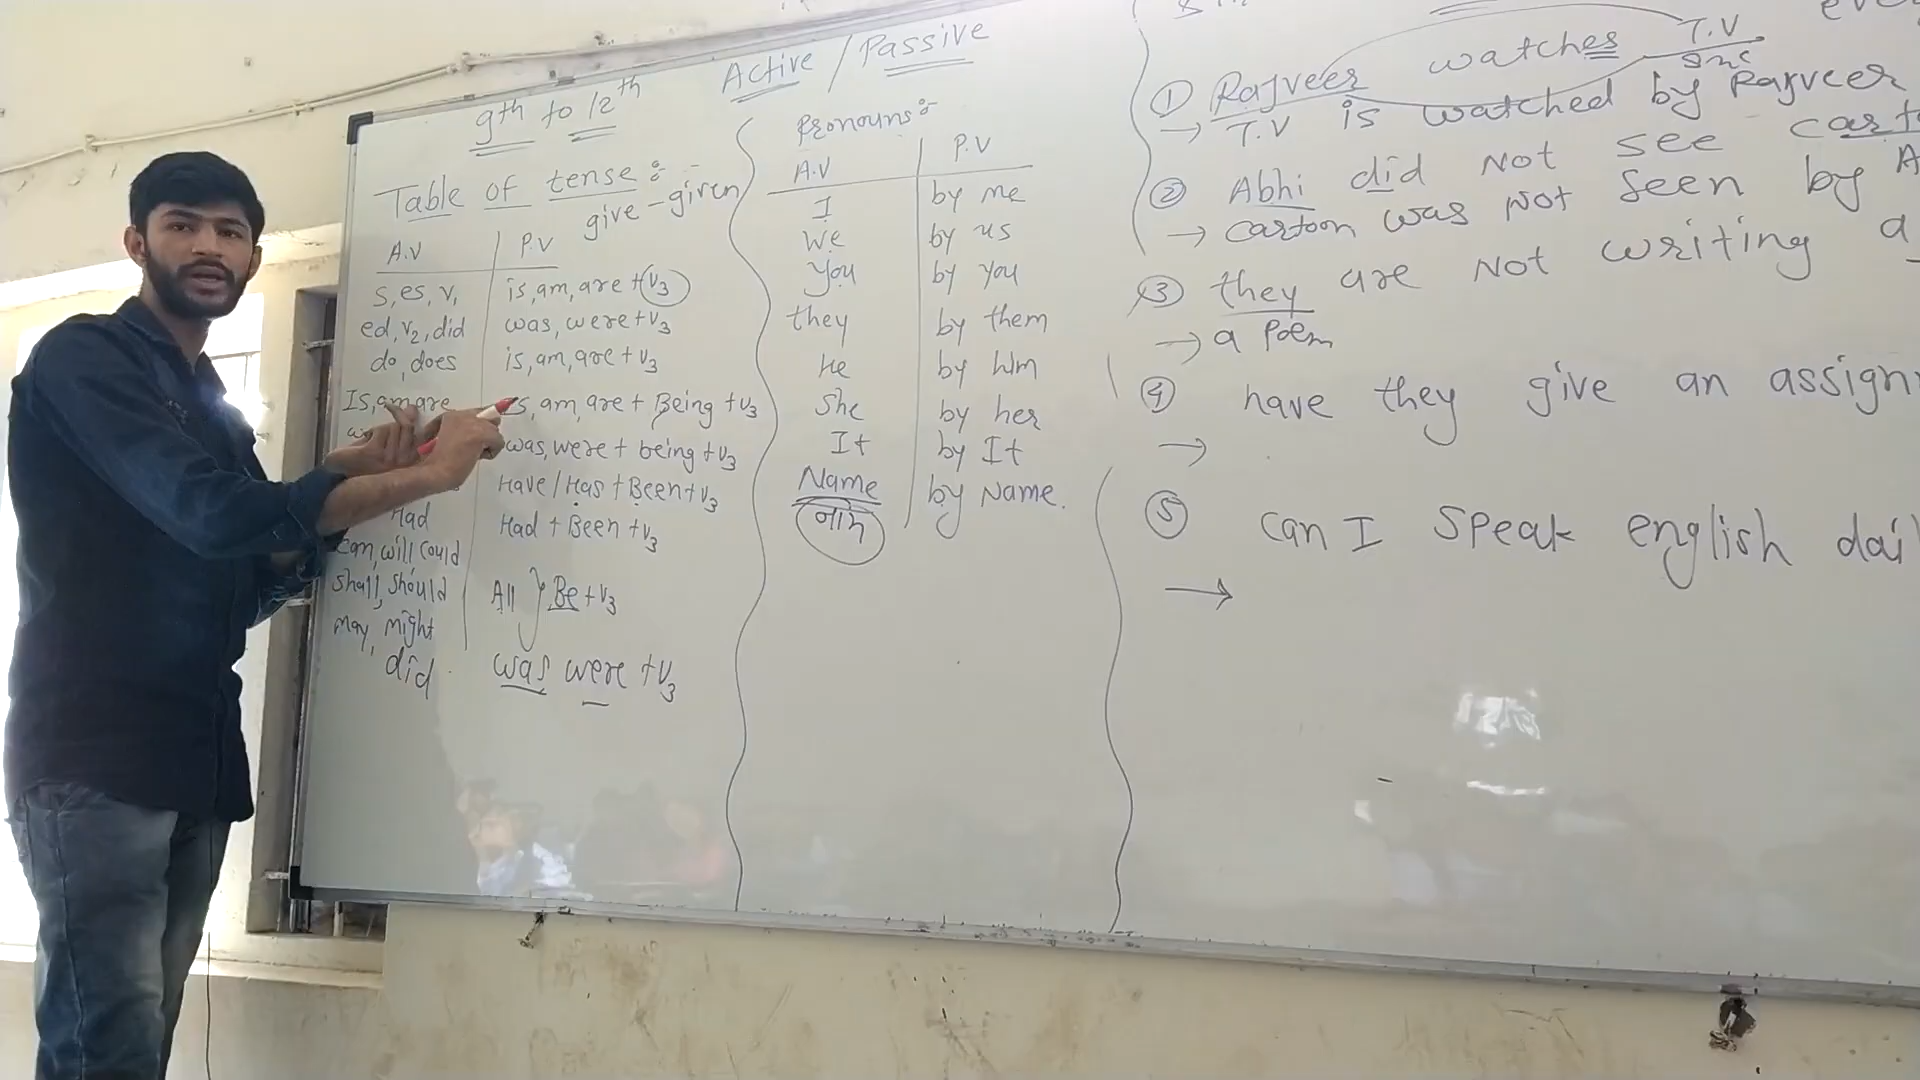 Active / Passive
9th to 12th
Table of tense :-
give - given
A.V P.V
s, es, v, is, am, are + v3
ed, v2, did was, were + v3
do, does is, am, are + v3
Is, am, are is, am, are + Being + v3
was, were + being + v3
Have / Has + Been + v3
Had Had + Been + v3
can, will could
shall, should All } Be + v3
may, might
did was were + v3
Pronouns :-
A.V P.V
I by me
We by us
You by you
they by them
He by him
She by her
It by It
Name by Name.
नाम
① Rajveer watches T.V
→ T.V is watched by Rajveer
② Abhi did not see
→ cartoon was not seen by
③ they are not writing a
→ a poem
④ have they give an
→
⑤ can I speak english
→